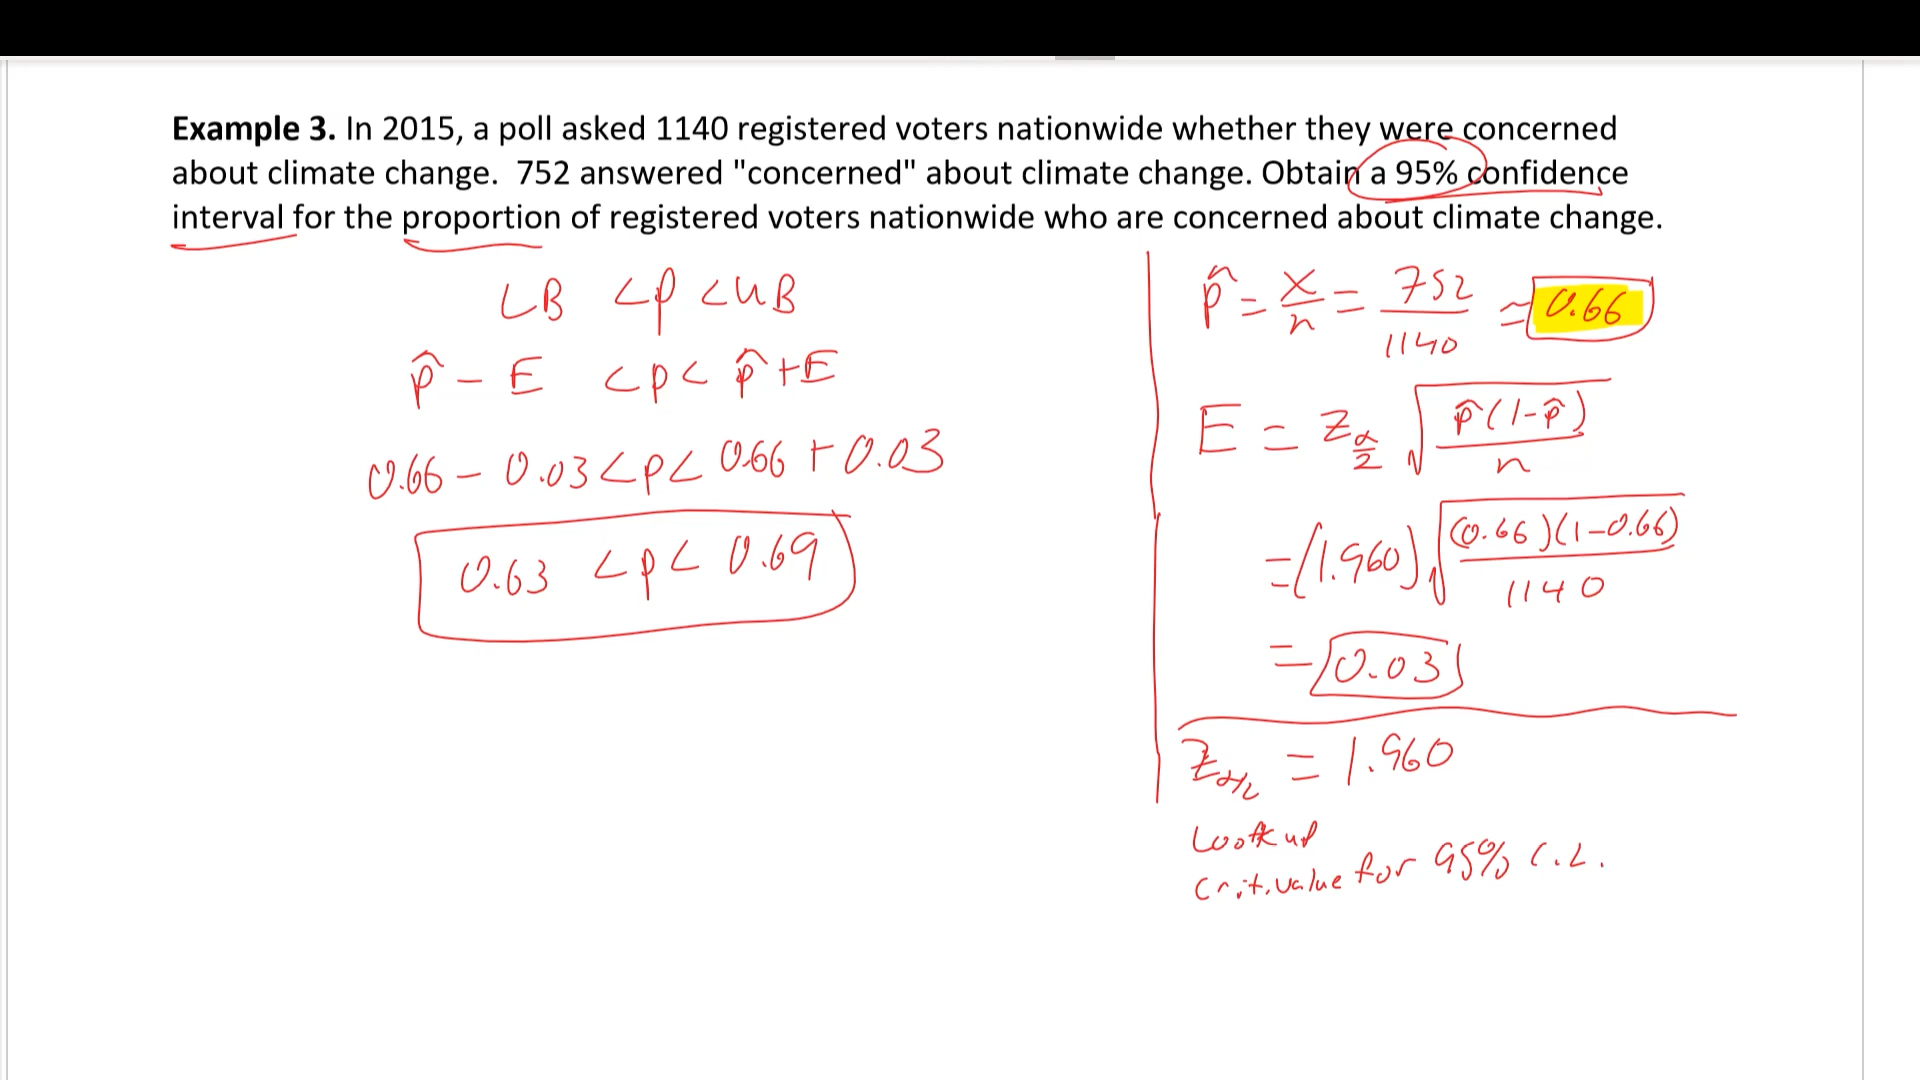 Example 3. In 2015, a poll asked 1140 registered voters nationwide whether they were concerned
about climate change.  752 answered "concerned" about climate change. Obtain a 95% confidence
interval for the proportion of registered voters nationwide who are concerned about climate change.
LB < p < UB
p̂ - E < p < p̂ + E
0.66 - 0.03 < p < 0.66 + 0.03
0.63 < p < 0.69
p̂ = x/n = 752/1140 ≈ 0.66
E = z_α/2 √(p̂(1-p̂)/n)
= (1.960) √((0.66)(1-0.66)/1140)
= 0.03
z_α/2 = 1.960
Look up
Crit. value for 95% C.L.